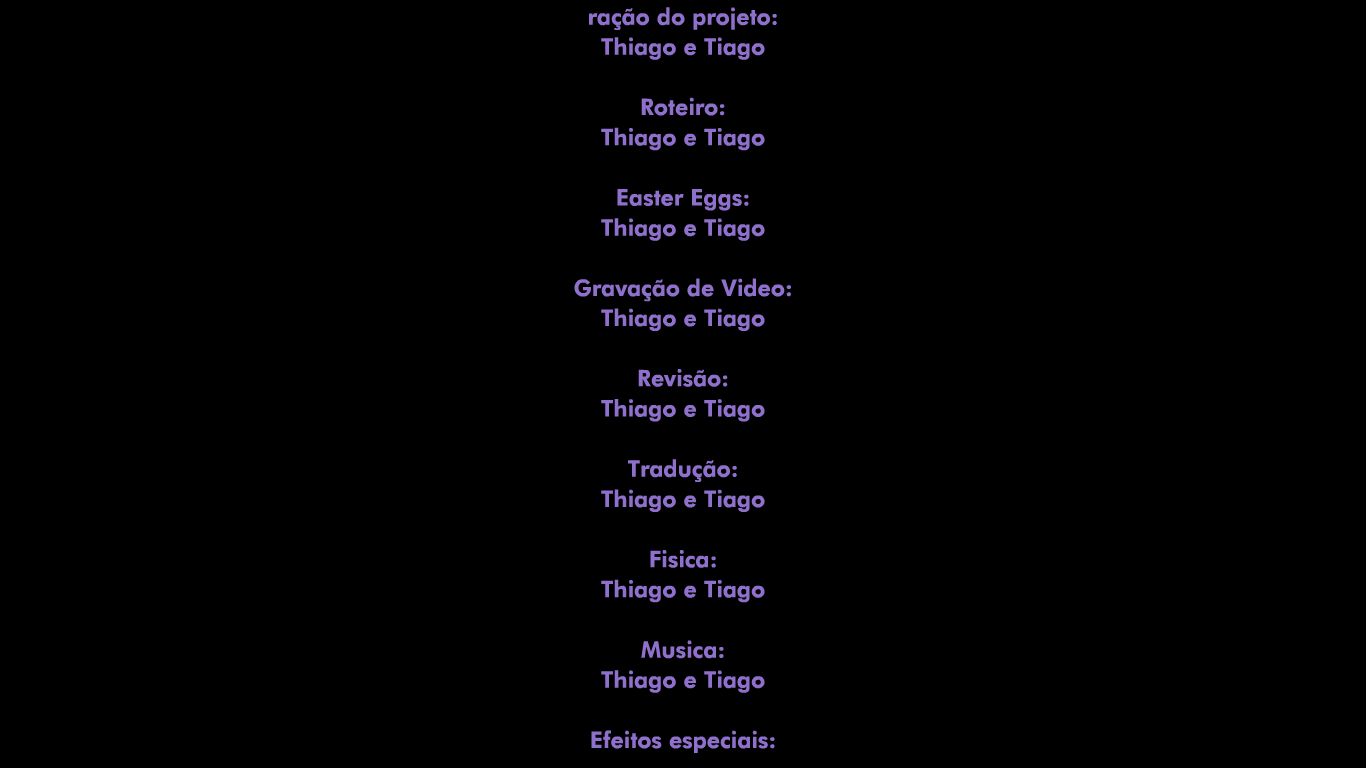 ração do projeto:
Thiago e Tiago
Roteiro:
Thiago e Tiago
Easter Eggs:
Thiago e Tiago
Gravação de Video:
Thiago e Tiago
Revisão:
Thiago e Tiago
Tradução:
Thiago e Tiago
Fisica:
Thiago e Tiago
Musica:
Thiago e Tiago
Efeitos especiais: